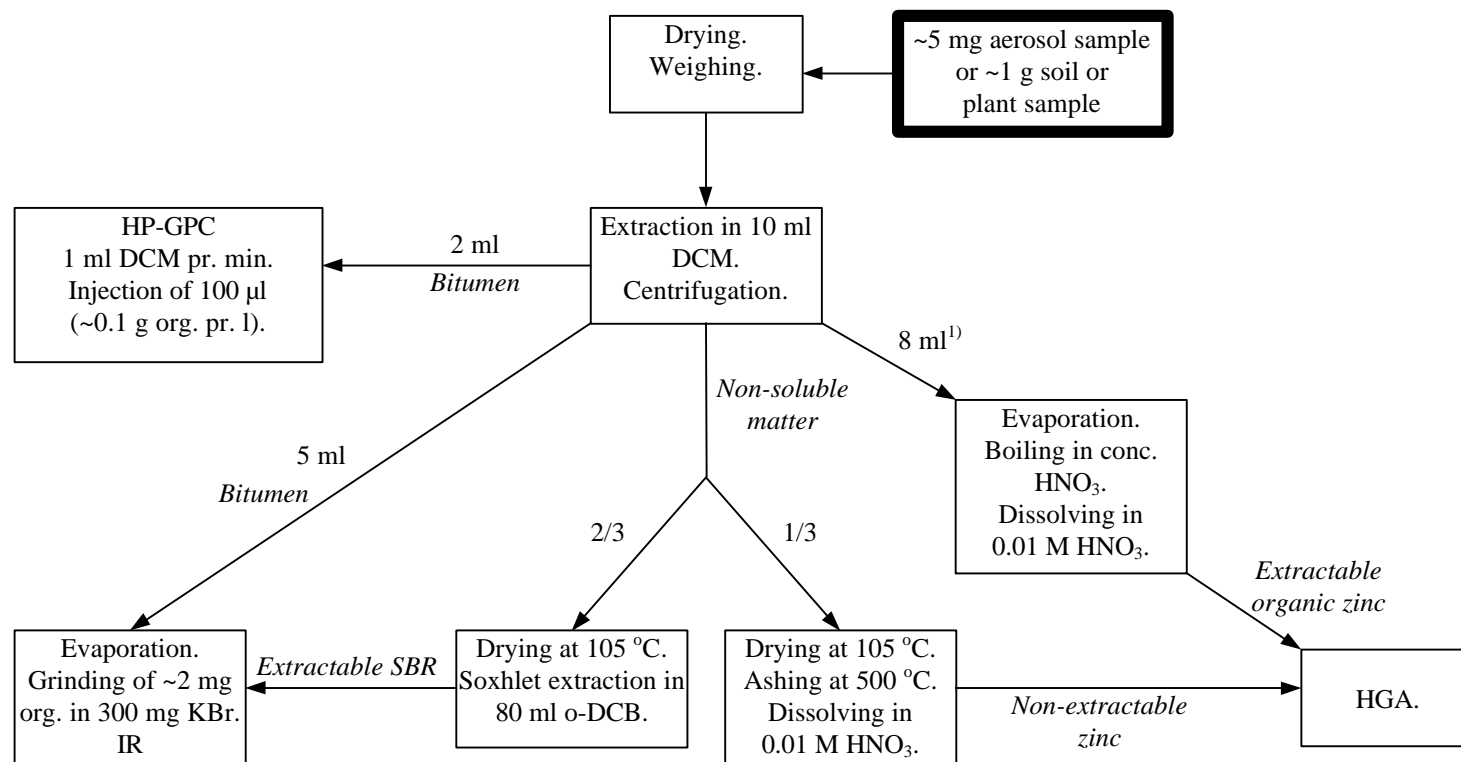 Drying.
Weighing.
~5 mg aerosol sample
or ~1 g soil or
plant sample
HP-GPC
1 ml DCM pr. min.
Injection of 100 µl
(~0.1 g org. pr. l).
2 ml
Bitumen
Extraction in 10 ml
DCM.
Centrifugation.
8 ml¹⁾
Non-soluble
matter
Evaporation.
Boiling in conc.
HNO₃.
Dissolving in
0.01 M HNO₃.
5 ml
Bitumen
2/3
1/3
Extractable
organic zinc
Evaporation.
Grinding of ~2 mg
org. in 300 mg KBr.
IR
Extractable SBR
Drying at 105 °C.
Soxhlet extraction in
80 ml o-DCB.
Drying at 105 °C.
Ashing at 500 °C.
Dissolving in
0.01 M HNO₃.
Non-extractable
zinc
HGA.